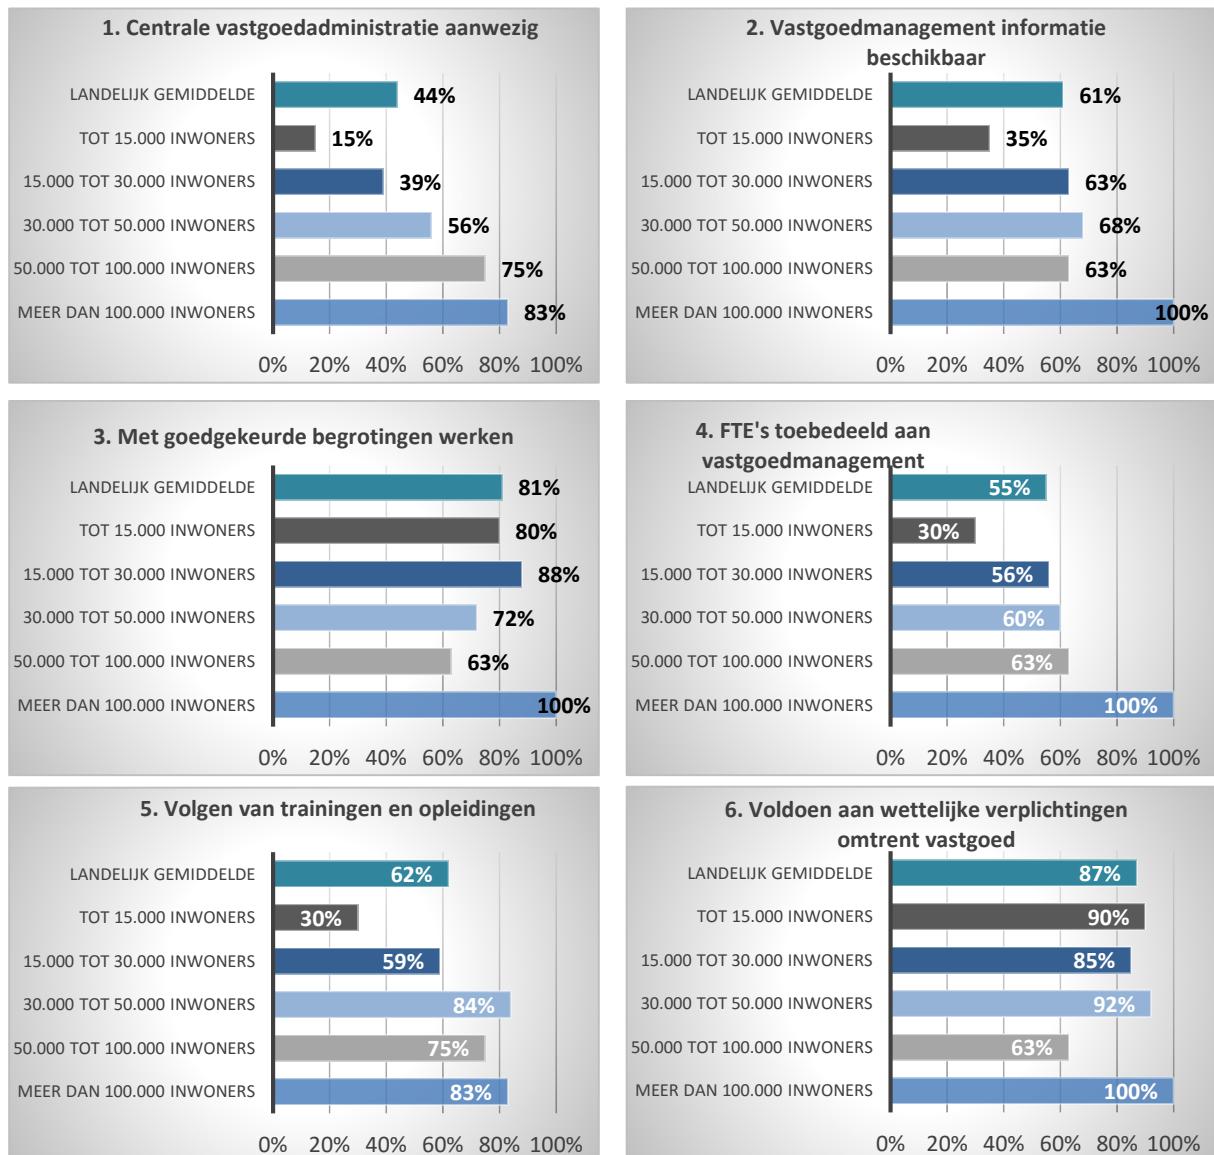 1. Centrale vastgoedadministratie aanwezig
LANDELIJK GEMIDDELDE 44%
TOT 15.000 INWONERS 15%
15.000 TOT 30.000 INWONERS 39%
30.000 TOT 50.000 INWONERS 56%
50.000 TOT 100.000 INWONERS 75%
MEER DAN 100.000 INWONERS 83%
0% 20% 40% 60% 80% 100%
2. Vastgoedmanagement informatie
beschikbaar
LANDELIJK GEMIDDELDE 61%
TOT 15.000 INWONERS 35%
15.000 TOT 30.000 INWONERS 63%
30.000 TOT 50.000 INWONERS 68%
50.000 TOT 100.000 INWONERS 63%
MEER DAN 100.000 INWONERS 100%
0% 20% 40% 60% 80% 100%
3. Met goedgekeurde begrotingen werken
LANDELIJK GEMIDDELDE 81%
TOT 15.000 INWONERS 80%
15.000 TOT 30.000 INWONERS 88%
30.000 TOT 50.000 INWONERS 72%
50.000 TOT 100.000 INWONERS 63%
MEER DAN 100.000 INWONERS 100%
0% 20% 40% 60% 80% 100%
4. FTE's toebedeeld aan
vastgoedmanagement
LANDELIJK GEMIDDELDE 55%
TOT 15.000 INWONERS 30%
15.000 TOT 30.000 INWONERS 56%
30.000 TOT 50.000 INWONERS 60%
50.000 TOT 100.000 INWONERS 63%
MEER DAN 100.000 INWONERS 100%
0% 20% 40% 60% 80% 100%
5. Volgen van trainingen en opleidingen
LANDELIJK GEMIDDELDE 62%
TOT 15.000 INWONERS 30%
15.000 TOT 30.000 INWONERS 59%
30.000 TOT 50.000 INWONERS 84%
50.000 TOT 100.000 INWONERS 75%
MEER DAN 100.000 INWONERS 83%
0% 20% 40% 60% 80% 100%
6. Voldoen aan wettelijke verplichtingen
omtrent vastgoed
LANDELIJK GEMIDDELDE 87%
TOT 15.000 INWONERS 90%
15.000 TOT 30.000 INWONERS 85%
30.000 TOT 50.000 INWONERS 92%
50.000 TOT 100.000 INWONERS 63%
MEER DAN 100.000 INWONERS 100%
0% 20% 40% 60% 80% 100%